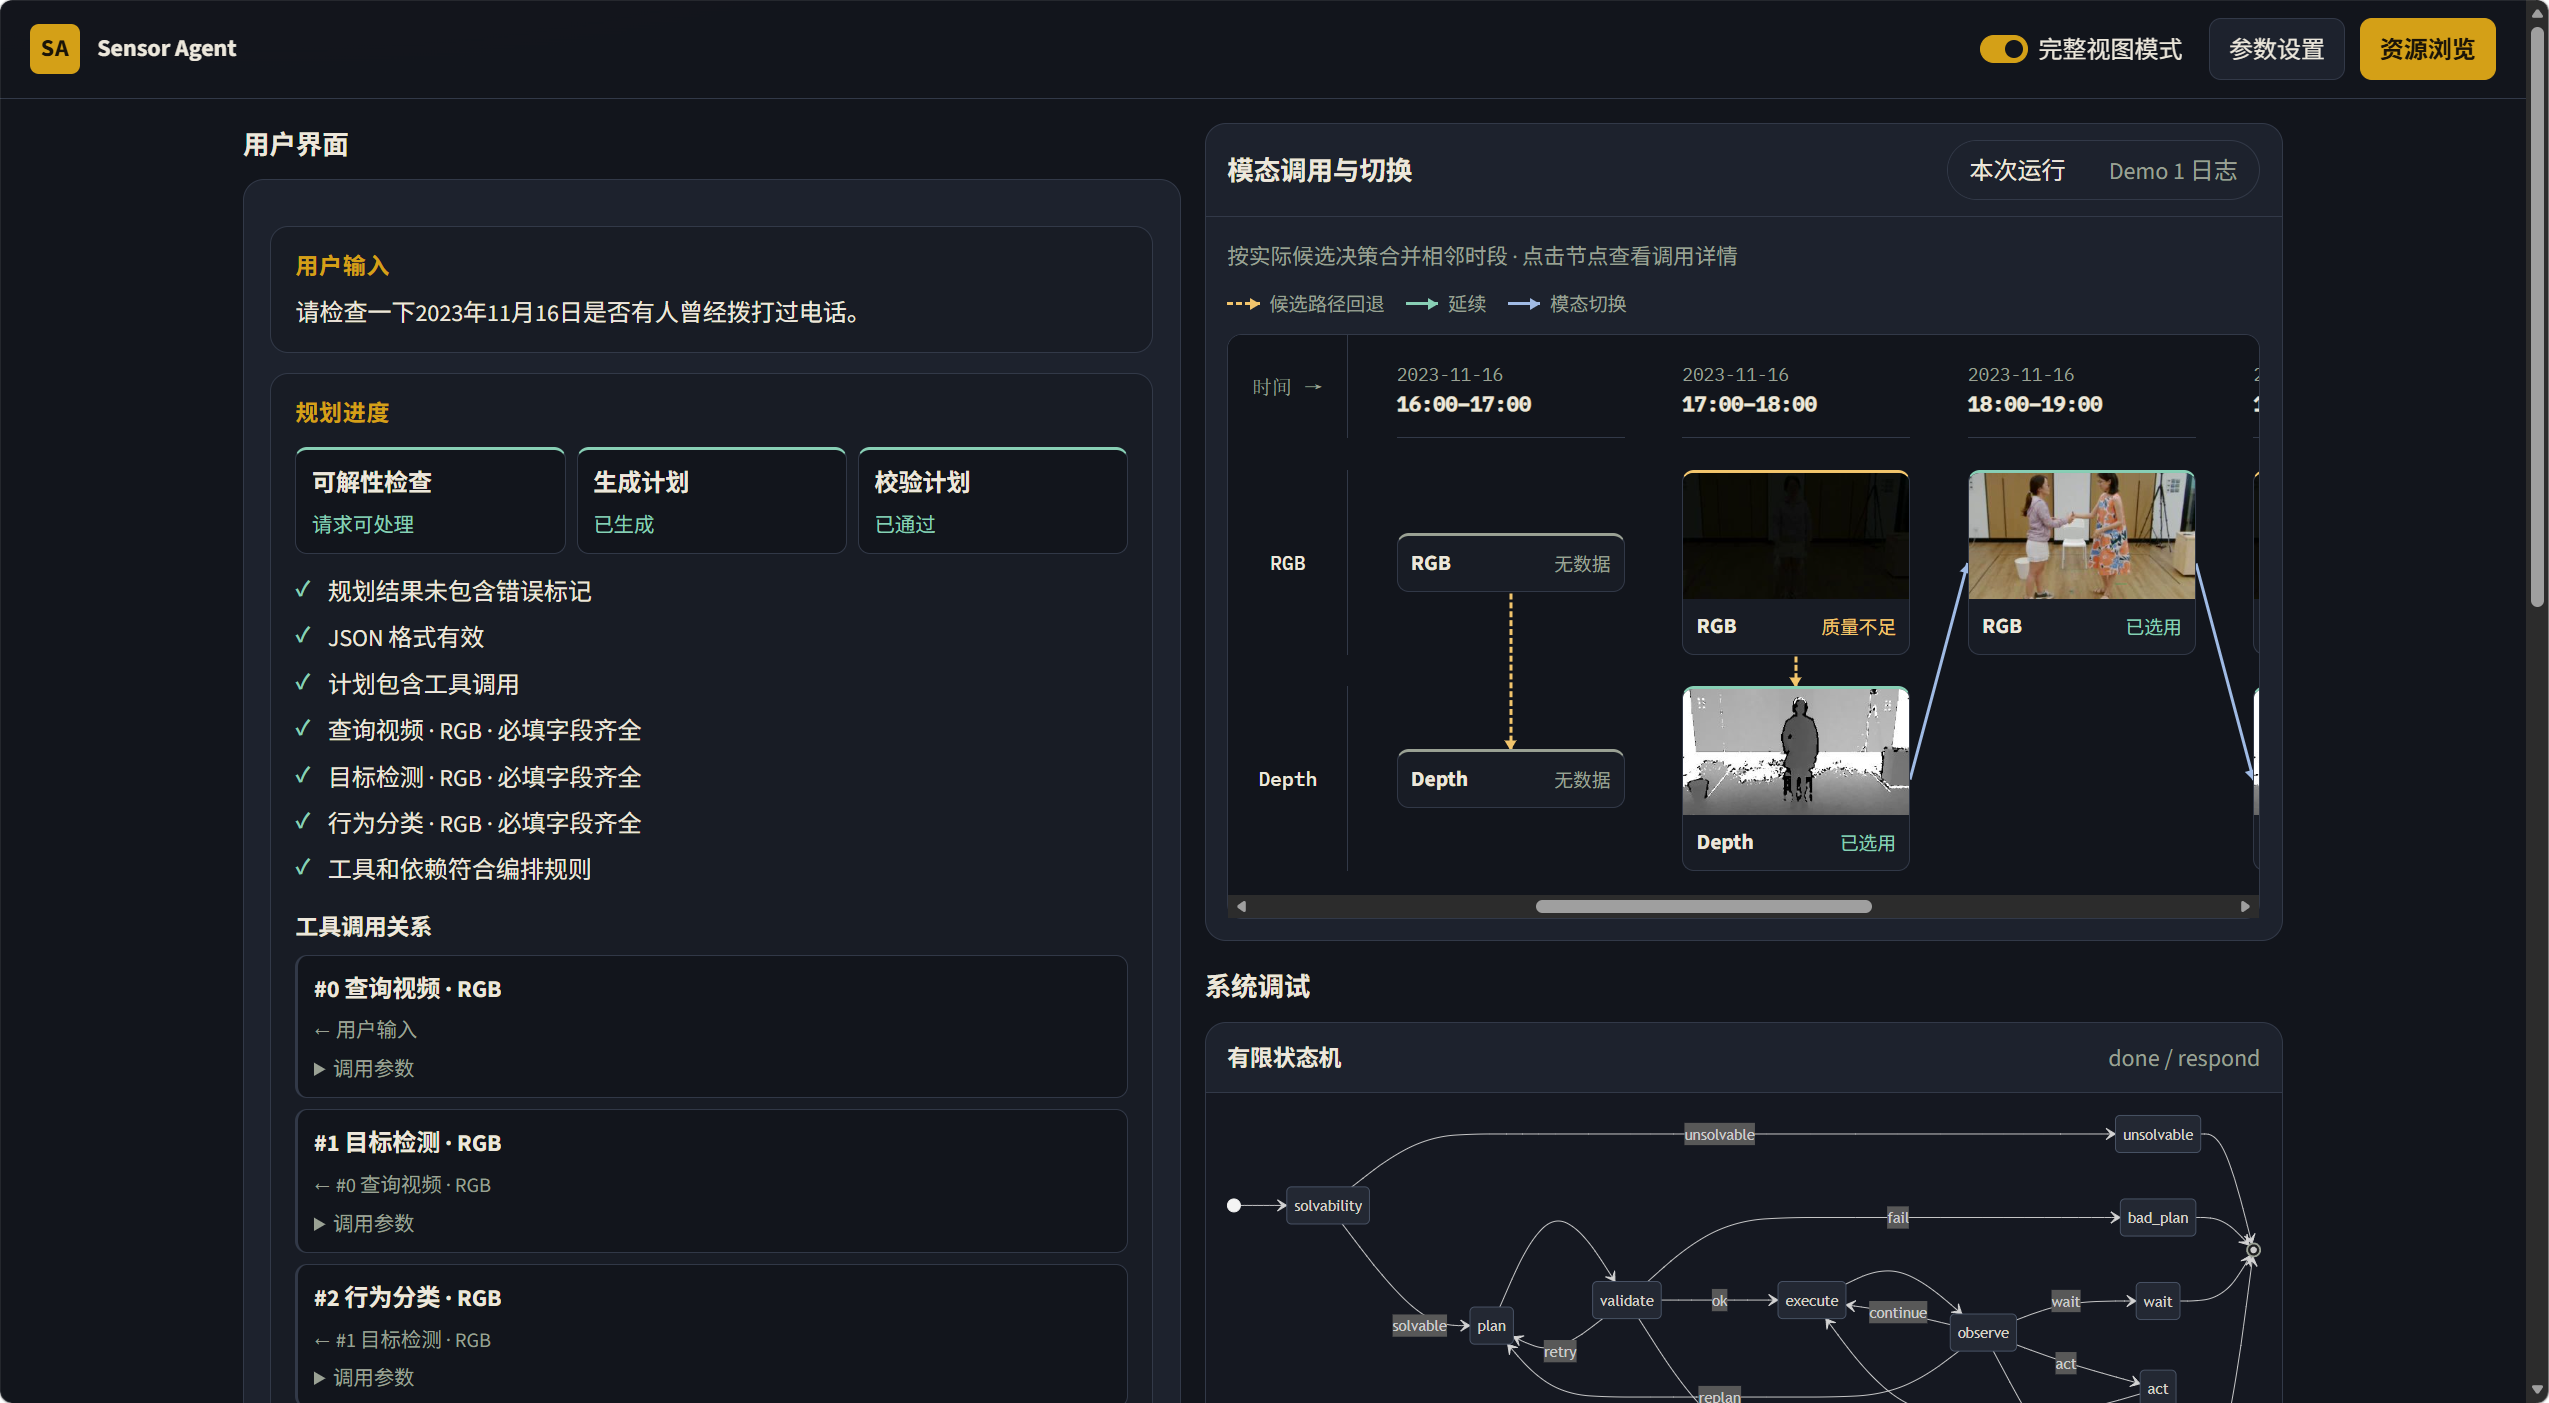 SA
Sensor Agent
完整视图模式
参数设置
资源浏览
用户界面
用户输入
请检查一下2023年11月16日是否有人曾经拨打过电话。
规划进度
可解性检查
请求可处理
生成计划
已生成
校验计划
已通过
✓ 规划结果未包含错误标记
✓ JSON 格式有效
✓ 计划包含工具调用
✓ 查询视频 · RGB · 必填字段齐全
✓ 目标检测 · RGB · 必填字段齐全
✓ 行为分类 · RGB · 必填字段齐全
✓ 工具和依赖符合编排规则
工具调用关系
#0 查询视频 · RGB
← 用户输入
▶ 调用参数
#1 目标检测 · RGB
← #0 查询视频 · RGB
▶ 调用参数
#2 行为分类 · RGB
← #1 目标检测 · RGB
▶ 调用参数
模态调用与切换
本次运行
Demo 1 日志
按实际候选决策合并相邻时段 · 点击节点查看调用详情
候选路径回退
延续
模态切换
时间 →
2023-11-16
16:00–17:00
2023-11-16
17:00–18:00
2023-11-16
18:00–19:00
RGB
RGB 无数据
RGB 质量不足
RGB 已选用
Depth
Depth 无数据
Depth 已选用
系统调试
有限状态机
done / respond
unsolvable
unsolvable
solvability
fail
bad_plan
validate
ok
execute
continue
wait
wait
solvable
plan
retry
observe
act
act
replan